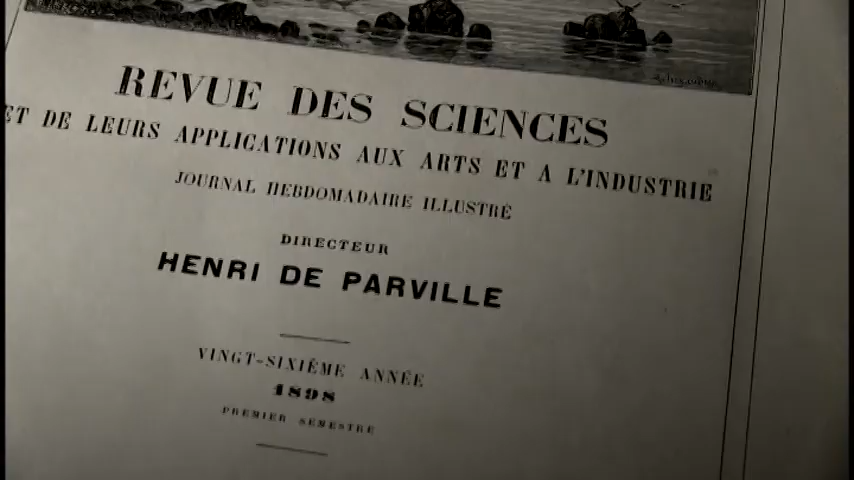 REVUE DES SCIENCES
ET DE LEURS APPLICATIONS AUX ARTS ET A L'INDUSTRIE
JOURNAL HEBDOMADAIRE ILLUSTRÉ
DIRECTEUR
HENRI DE PARVILLE
VINGT-SIXIÈME ANNÉE
1898
PREMIER SEMESTRE